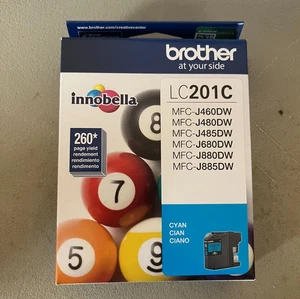 www.brother.com/creativecenter
brother
at your side
innobella
LC201C
MFC-J460DW
MFC-J480DW
MFC-J485DW
MFC-J680DW
MFC-J880DW
MFC-J885DW
260*
page yield
rendement
rendimiento
8
7
5
9
CYAN
CIAN
CIANO